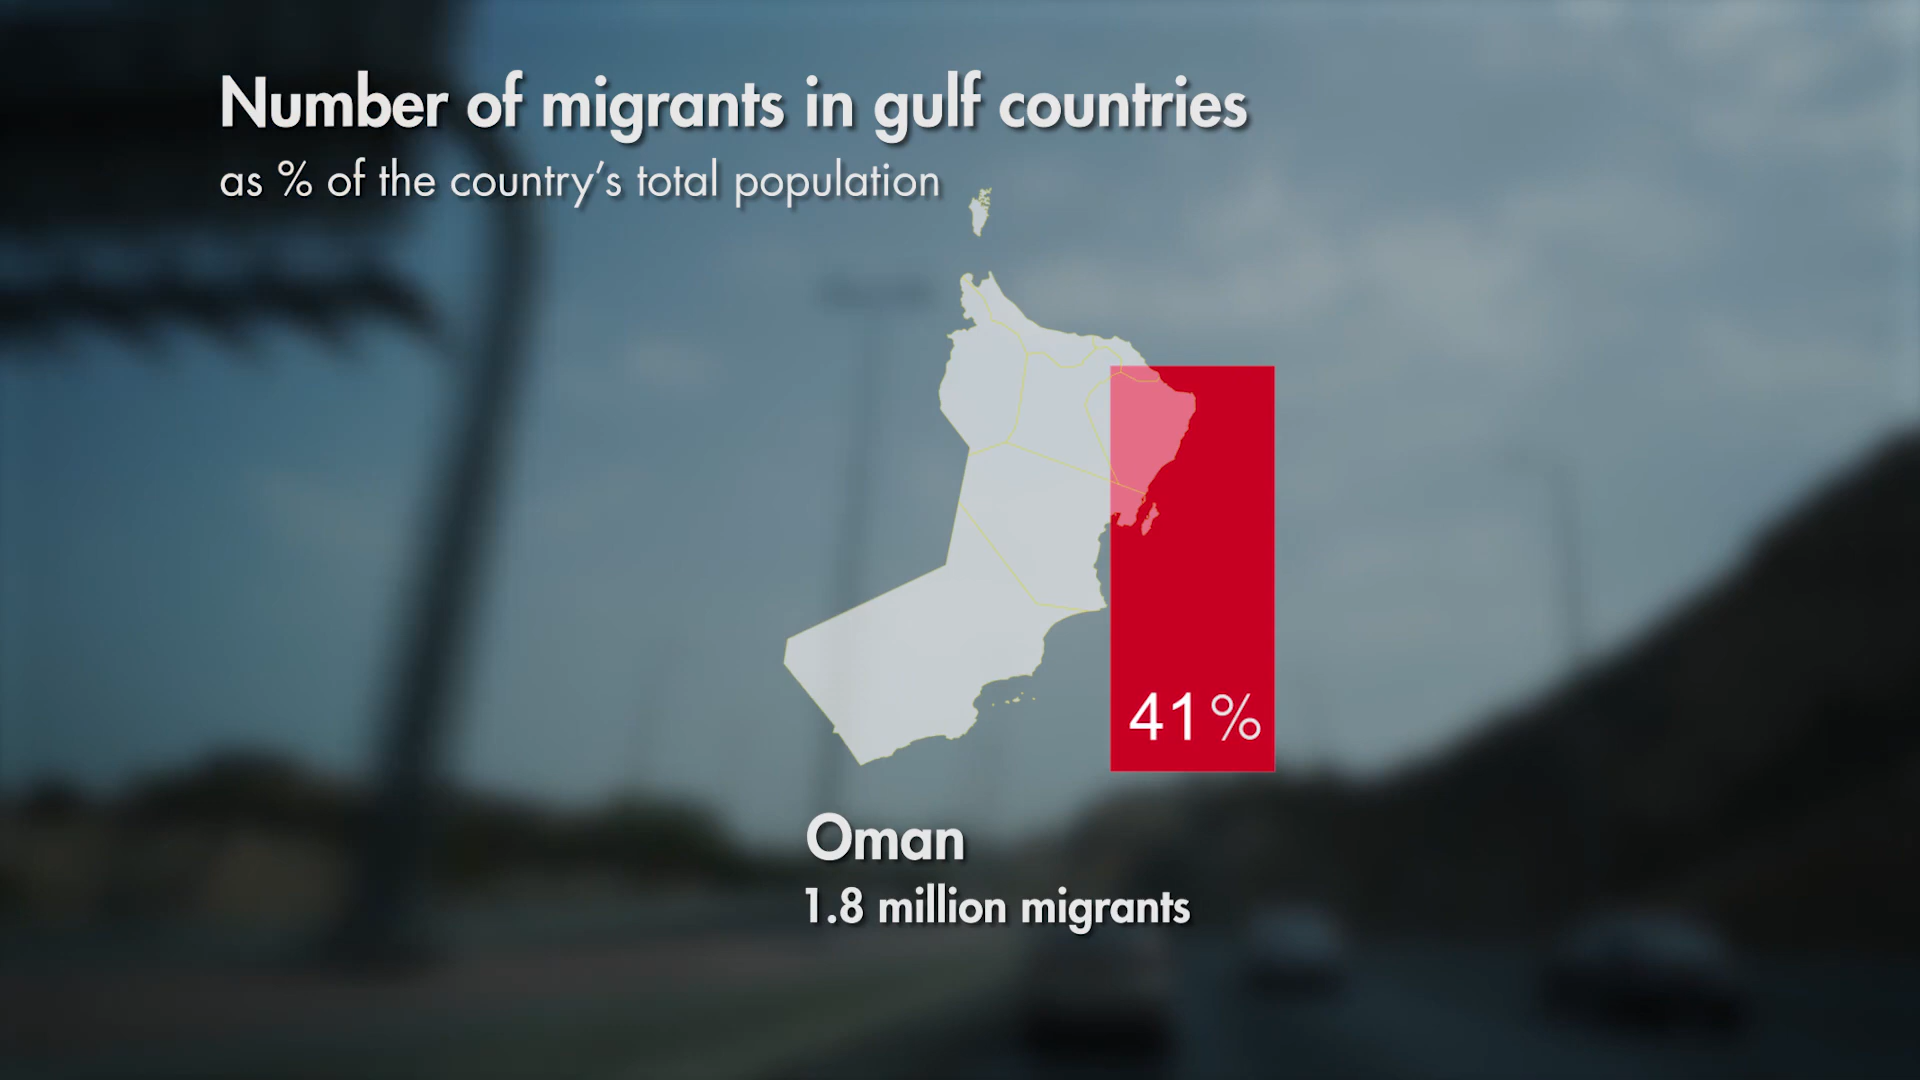 Number of migrants in gulf countries
as % of the country's total population
41%
Oman
1.8 million migrants